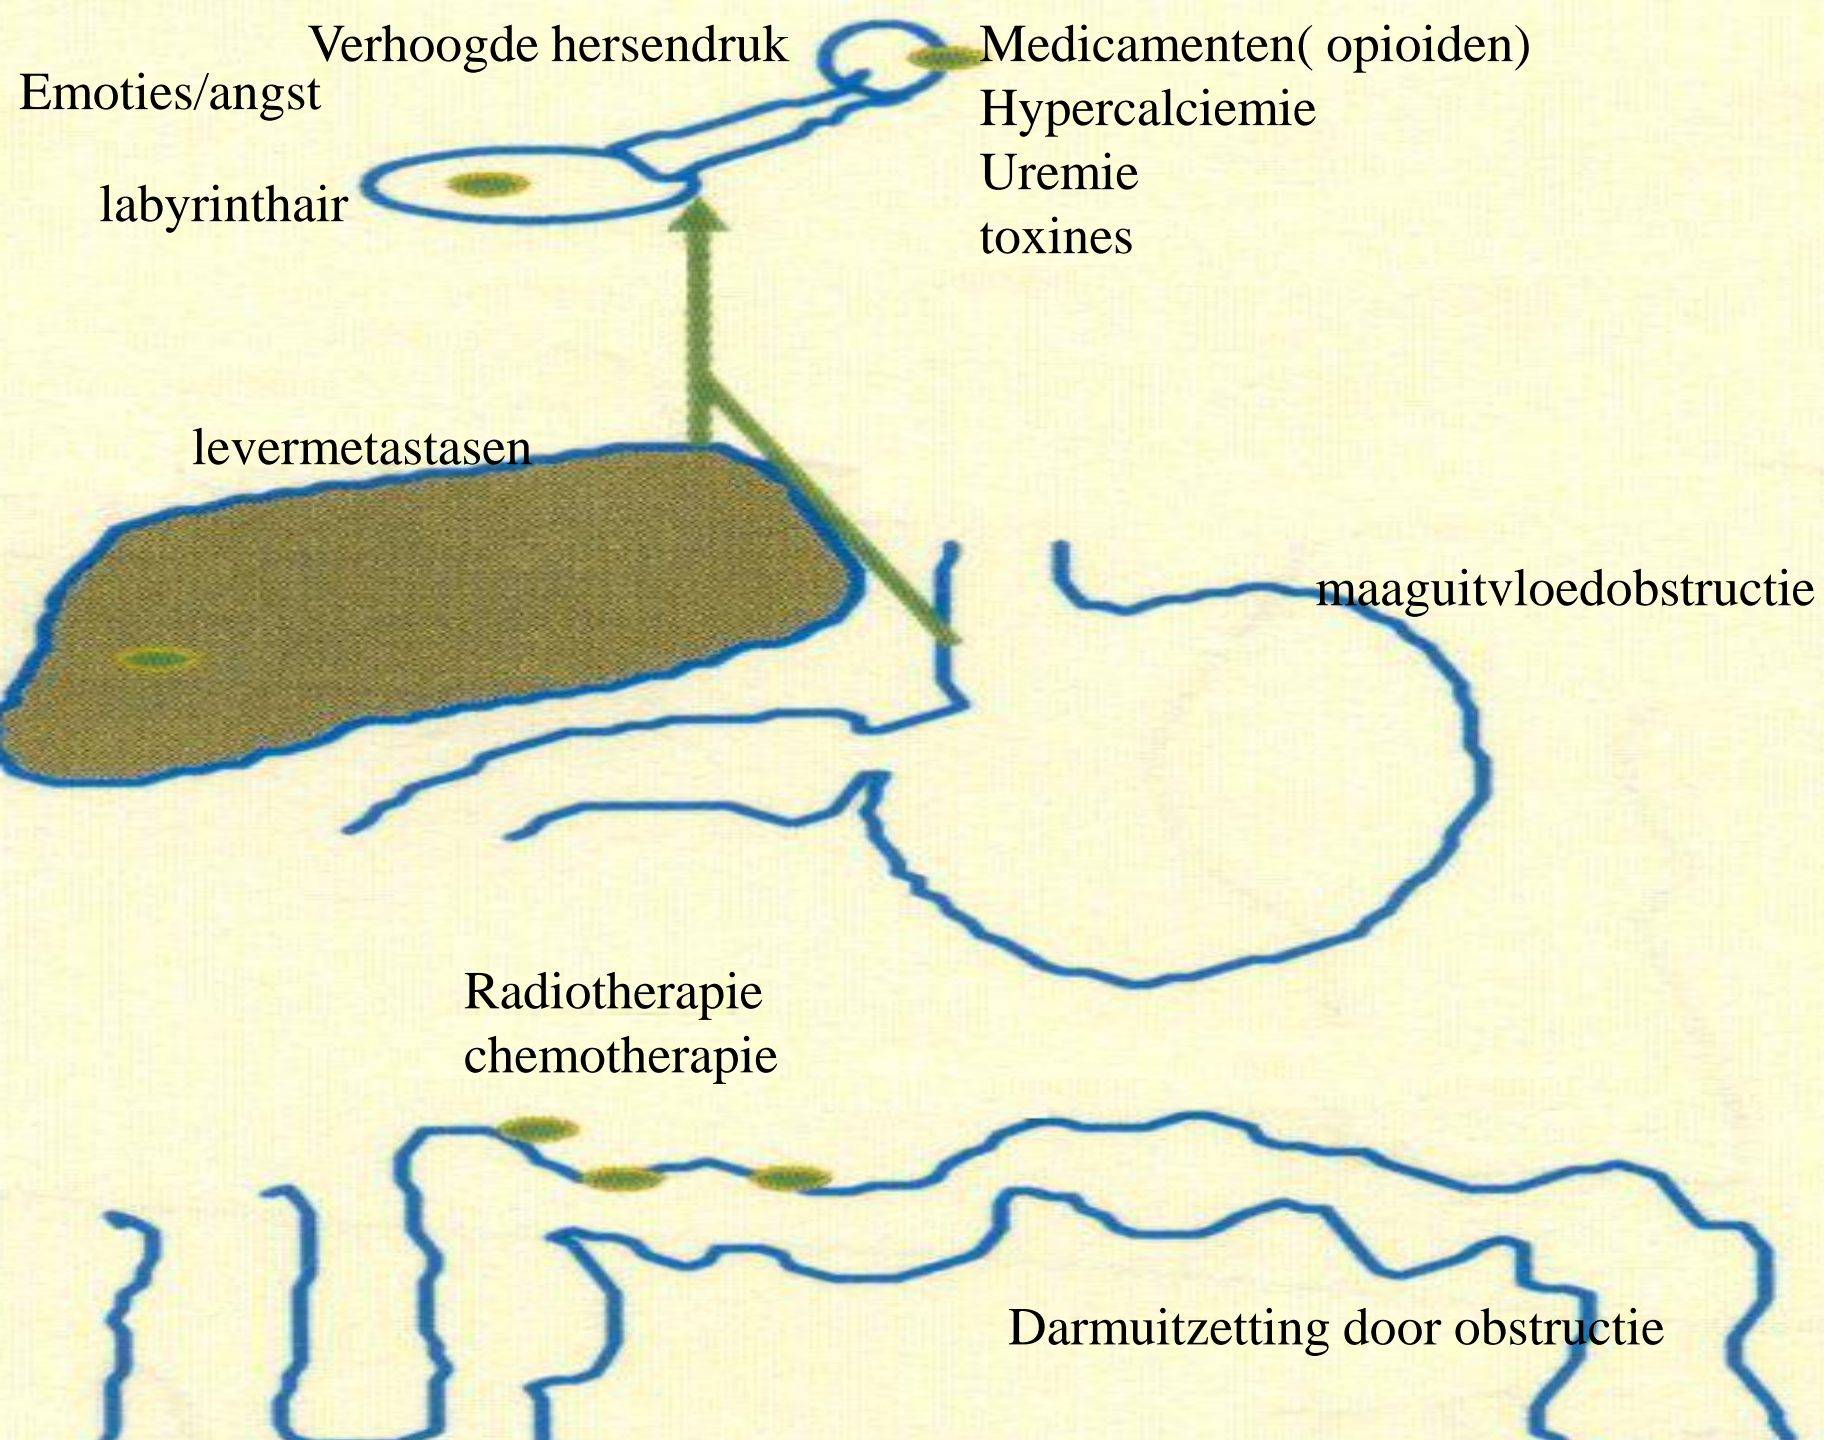 Verhoogde hersendruk
Emoties/angst
labyrinthair
Medicamenten( opioiden)
Hypercalciemie
Uremie
toxines
levermetastasen
maaguitvloedobstructie
Radiotherapie
chemotherapie
Darmuitzetting door obstructie